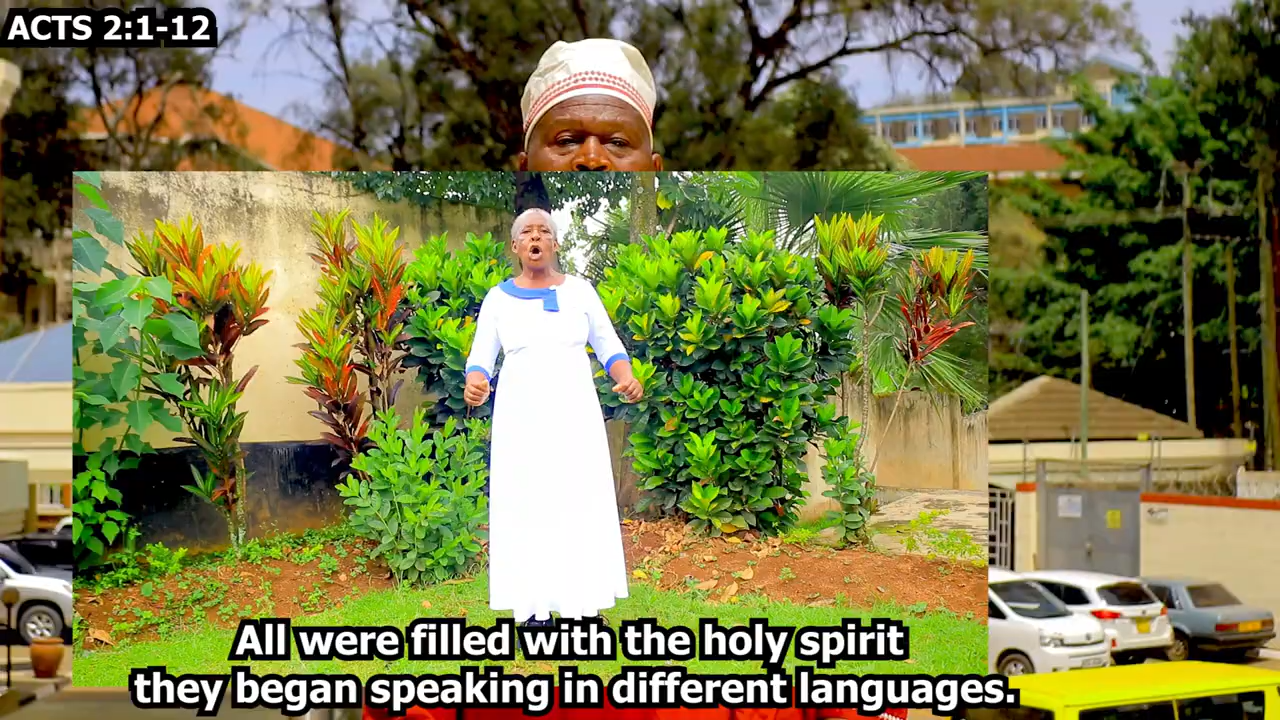 ACTS 2:1-12
All were filled with the holy spirit
they began speaking in different languages.